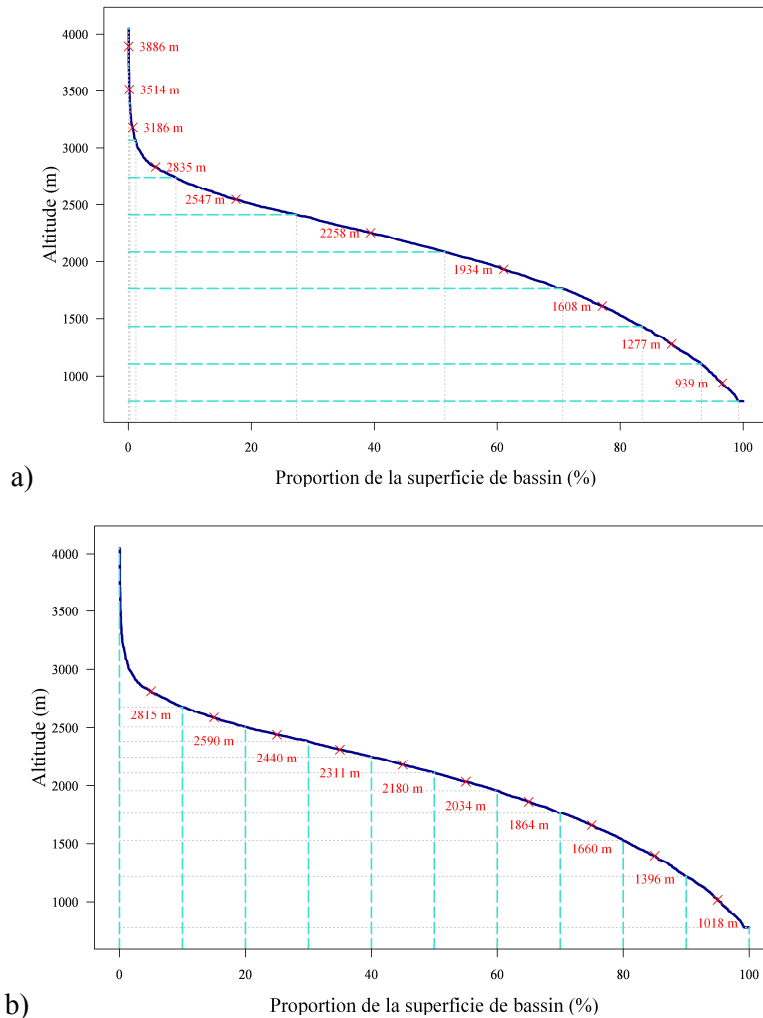 4000
3886 m
3500
3514 m
3186 m
3000
2835 m
2547 m
2500
2258 m
2000
1934 m
1608 m
1500
1277 m
1000
939 m
Altitude (m)
0 20 40 60 80 100
Proportion de la superficie de bassin (%)
a)
4000
3500
3000
2815 m
2590 m
2500
2440 m
2311 m
2180 m
2034 m
2000
1864 m
1660 m
1500
1396 m
1018 m
1000
Altitude (m)
0 20 40 60 80 100
Proportion de la superficie de bassin (%)
b)